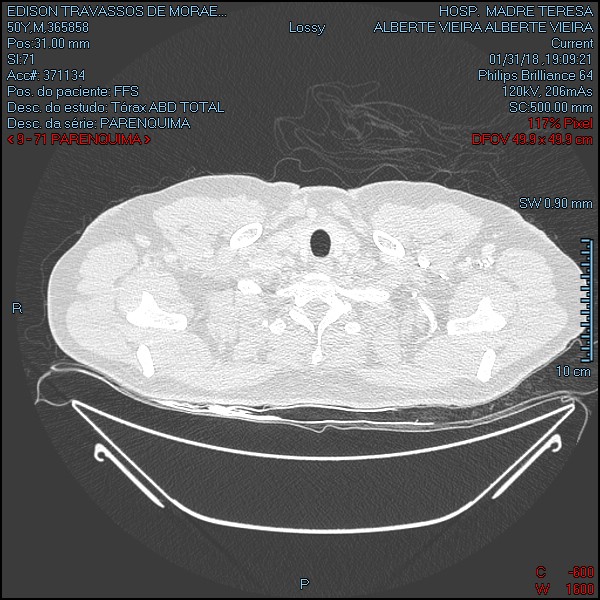 EDISON TRAVASSOS DE MORAE...
50Y,M,365858
Pos:31.00 mm
Sl:71
Acc#: 371134
Pos. do paciente: FFS
Desc. do estudo: Tórax ABD TOTAL
Desc. da série: PARENQUIMA
< 9 - 71 PARENQUIMA >
Lossy
HOSP. MADRE TERESA
ALBERTE VIEIRA ALBERTE VIEIRA
Current
01/31/18 ,19:09:21
Philips Brilliance 64
120kV, 206mAs
SC:500.00 mm
117% Pixel
DFOV 49.9 x 49.9 cm
SW 0.90 mm
R
10 cm
P
C -600
W 1600